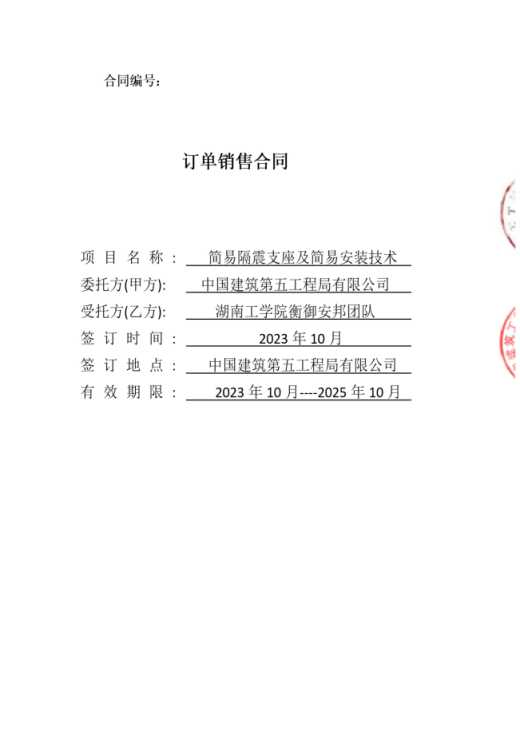 合同编号：
订单销售合同
项 目 名 称 ： 简易隔震支座及简易安装技术
委托方(甲方): 中国建筑第五工程局有限公司
受托方(乙方): 湖南工学院衡御安邦团队
签 订 时 间 ： 2023 年 10 月
签 订 地 点 ： 中国建筑第五工程局有限公司
有 效 期 限 ： 2023 年 10 月----2025 年 10 月